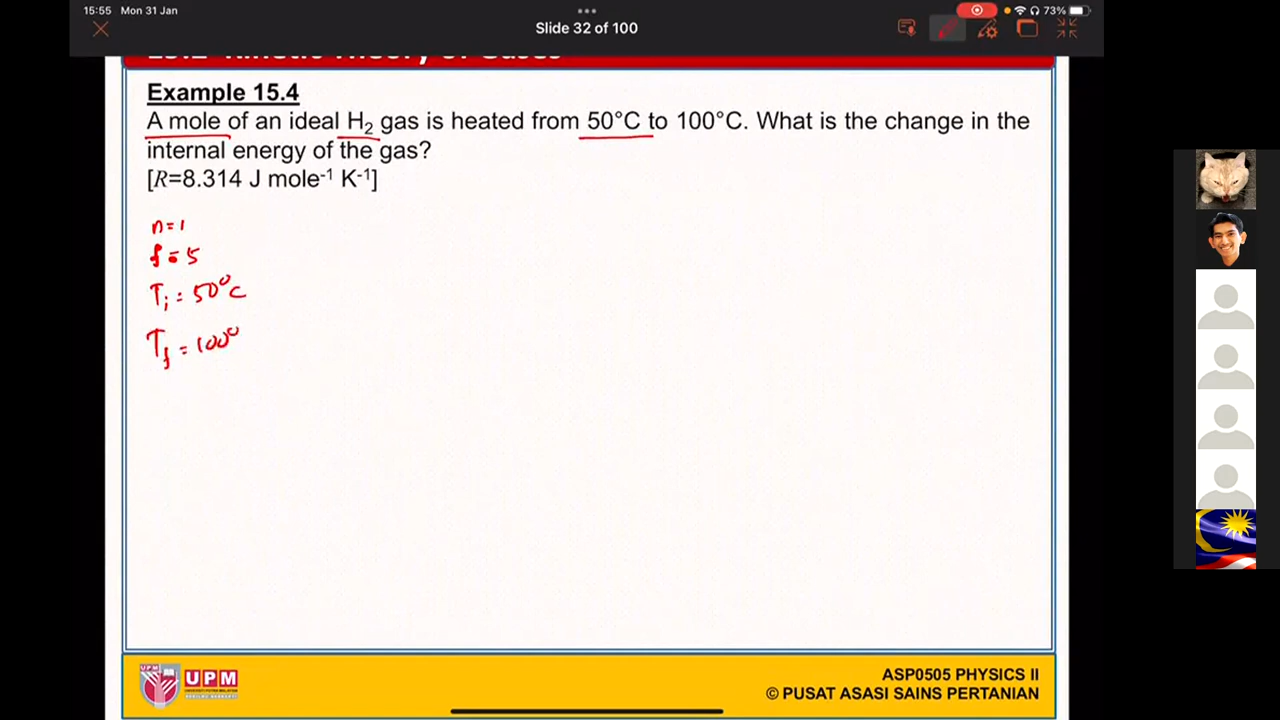 15:55 Mon 31 Jan
73%
Slide 32 of 100
Example 15.4
A mole of an ideal H₂ gas is heated from 50°C to 100°C. What is the change in the
internal energy of the gas?
[R=8.314 J mole⁻¹ K⁻¹]
n=1
f=5
Tᵢ = 50°C
T_f = 100°
UPM
UPM
ASP0505 PHYSICS II
© PUSAT ASASI SAINS PERTANIAN